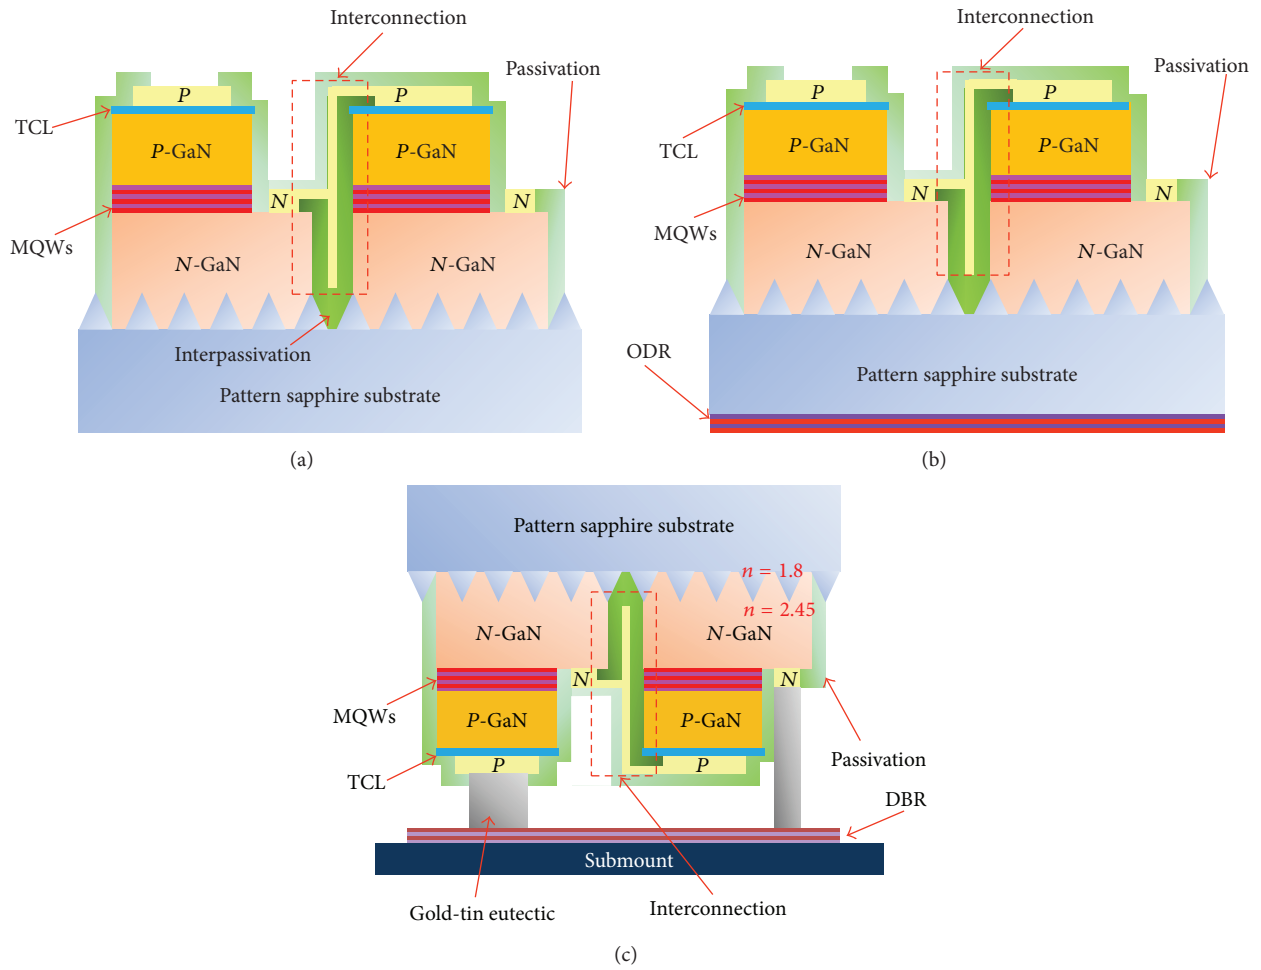 Interconnection
Passivation
P
P
TCL
P-GaN
P-GaN
N
N
MQWs
N-GaN
N-GaN
Interpassivation
Pattern sapphire substrate
(a)
Interconnection
Passivation
P
P
TCL
P-GaN
P-GaN
N
N
MQWs
N-GaN
N-GaN
ODR
Pattern sapphire substrate
(b)
Pattern sapphire substrate
n = 1.8
n = 2.45
N-GaN
N-GaN
N
N
MQWs
P-GaN
P-GaN
Passivation
P
P
TCL
DBR
Submount
Gold-tin eutectic
Interconnection
(c)